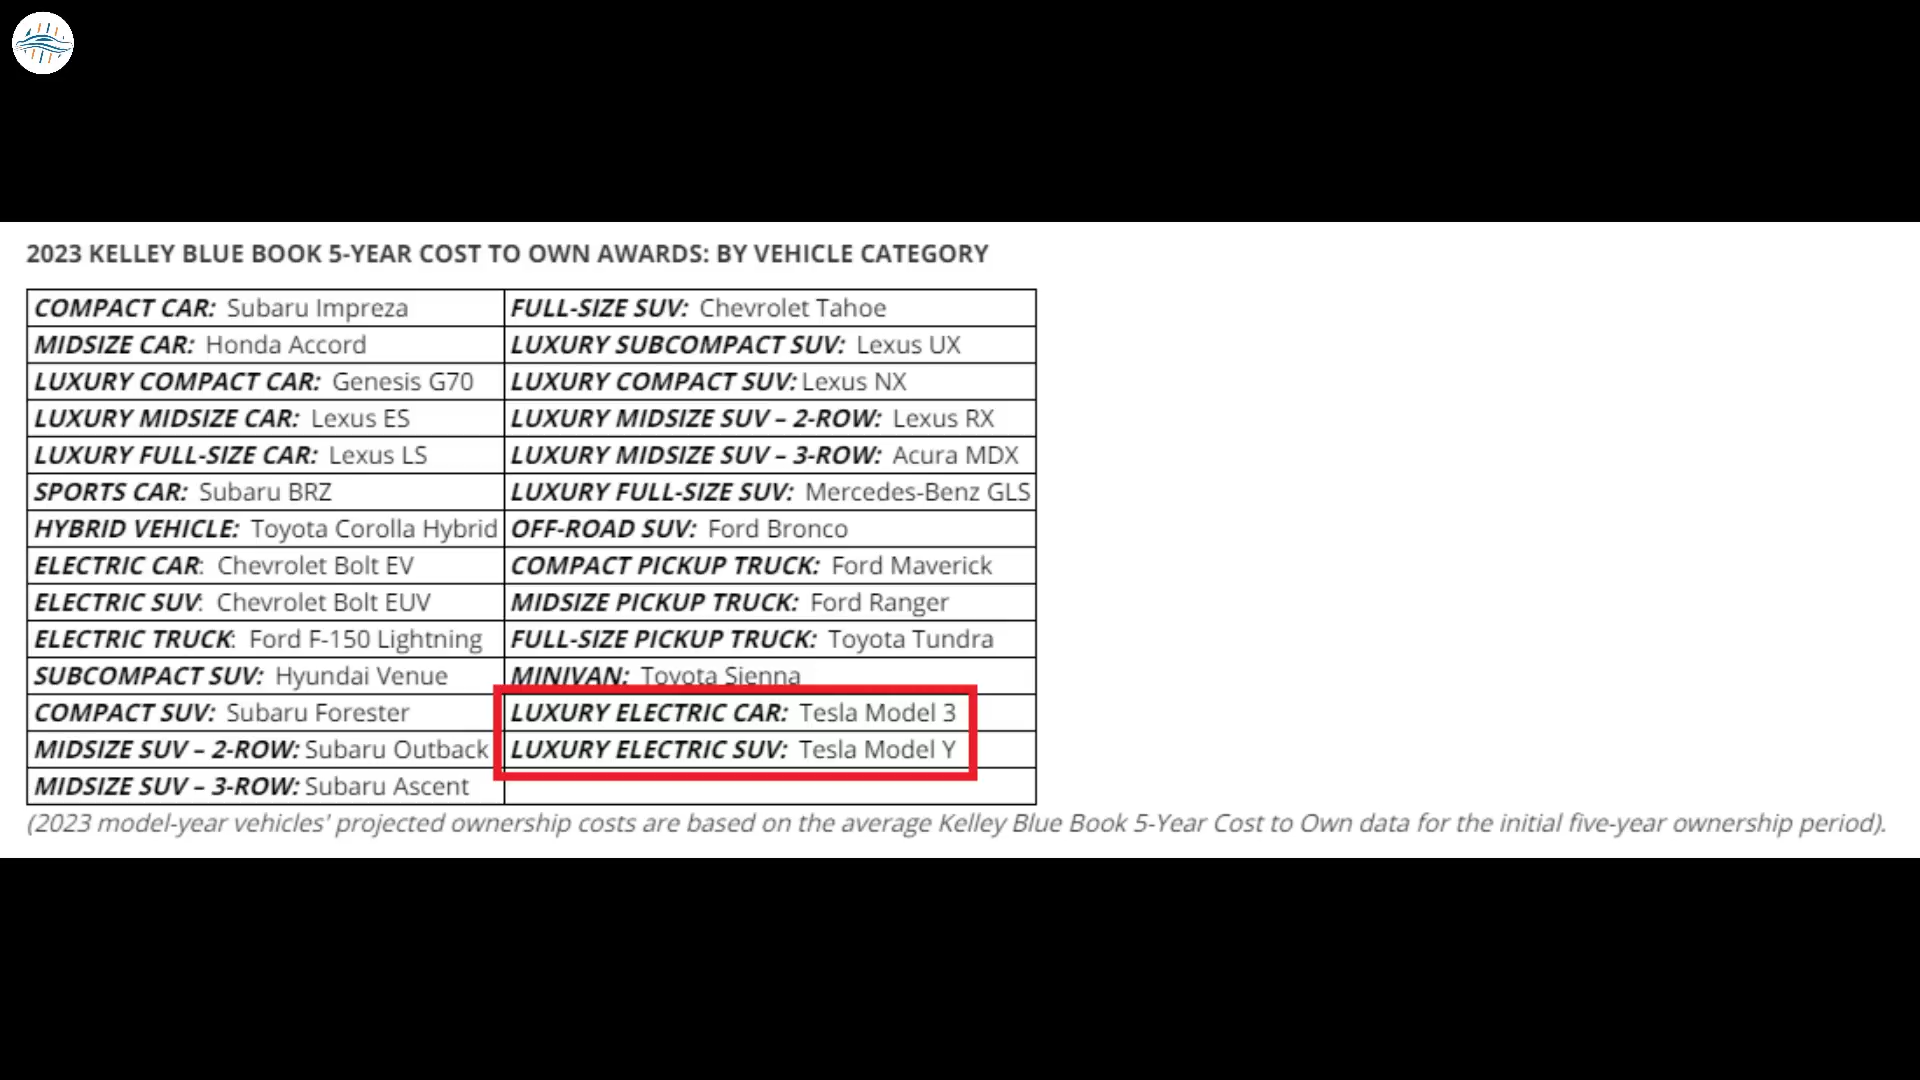 2023 KELLEY BLUE BOOK 5-YEAR COST TO OWN AWARDS: BY VEHICLE CATEGORY
COMPACT CAR: Subaru Impreza FULL-SIZE SUV: Chevrolet Tahoe
MIDSIZE CAR: Honda Accord LUXURY SUBCOMPACT SUV: Lexus UX
LUXURY COMPACT CAR: Genesis G70 LUXURY COMPACT SUV: Lexus NX
LUXURY MIDSIZE CAR: Lexus ES LUXURY MIDSIZE SUV – 2-ROW: Lexus RX
LUXURY FULL-SIZE CAR: Lexus LS LUXURY MIDSIZE SUV – 3-ROW: Acura MDX
SPORTS CAR: Subaru BRZ LUXURY FULL-SIZE SUV: Mercedes-Benz GLS
HYBRID VEHICLE: Toyota Corolla Hybrid OFF-ROAD SUV: Ford Bronco
ELECTRIC CAR: Chevrolet Bolt EV COMPACT PICKUP TRUCK: Ford Maverick
ELECTRIC SUV: Chevrolet Bolt EUV MIDSIZE PICKUP TRUCK: Ford Ranger
ELECTRIC TRUCK: Ford F-150 Lightning FULL-SIZE PICKUP TRUCK: Toyota Tundra
SUBCOMPACT SUV: Hyundai Venue MINIVAN: Toyota Sienna
COMPACT SUV: Subaru Forester LUXURY ELECTRIC CAR: Tesla Model 3
MIDSIZE SUV – 2-ROW: Subaru Outback LUXURY ELECTRIC SUV: Tesla Model Y
MIDSIZE SUV – 3-ROW: Subaru Ascent
(2023 model-year vehicles' projected ownership costs are based on the average Kelley Blue Book 5-Year Cost to Own data for the initial five-year ownership period).